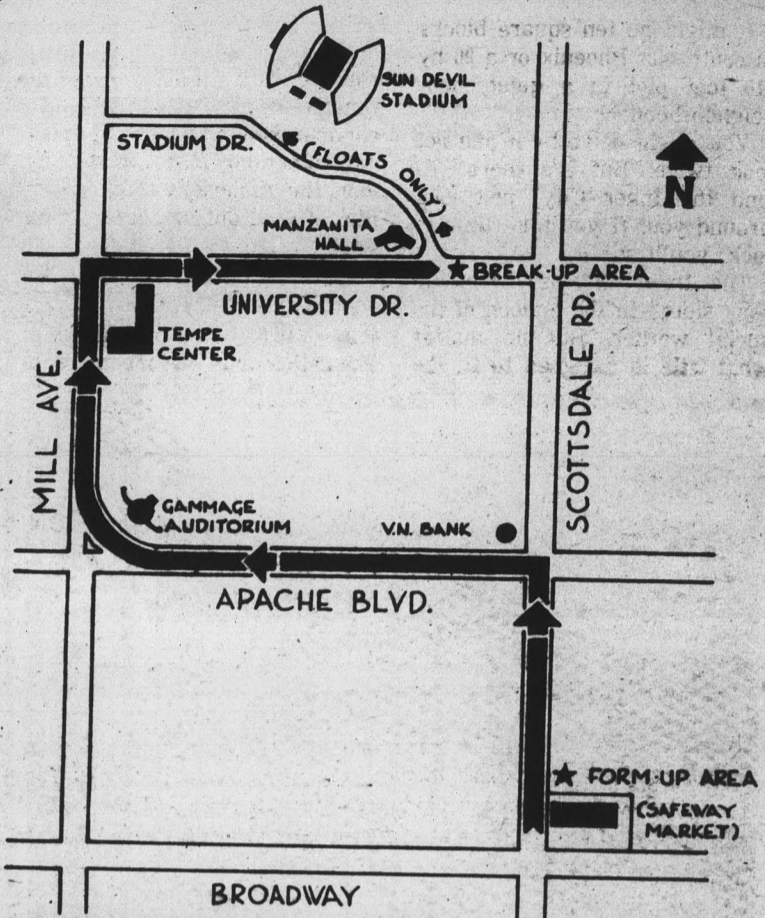 SUN DEVIL
STADIUM
STADIUM DR.
(FLOATS ONLY)
N
MANZANITA
HALL
BREAK-UP AREA
UNIVERSITY DR.
TEMPE
CENTER
MILL AVE.
SCOTTSDALE RD.
GAMMAGE
AUDITORIUM
V.N. BANK
APACHE BLVD.
FORM-UP AREA
(SAFEWAY
MARKET)
BROADWAY